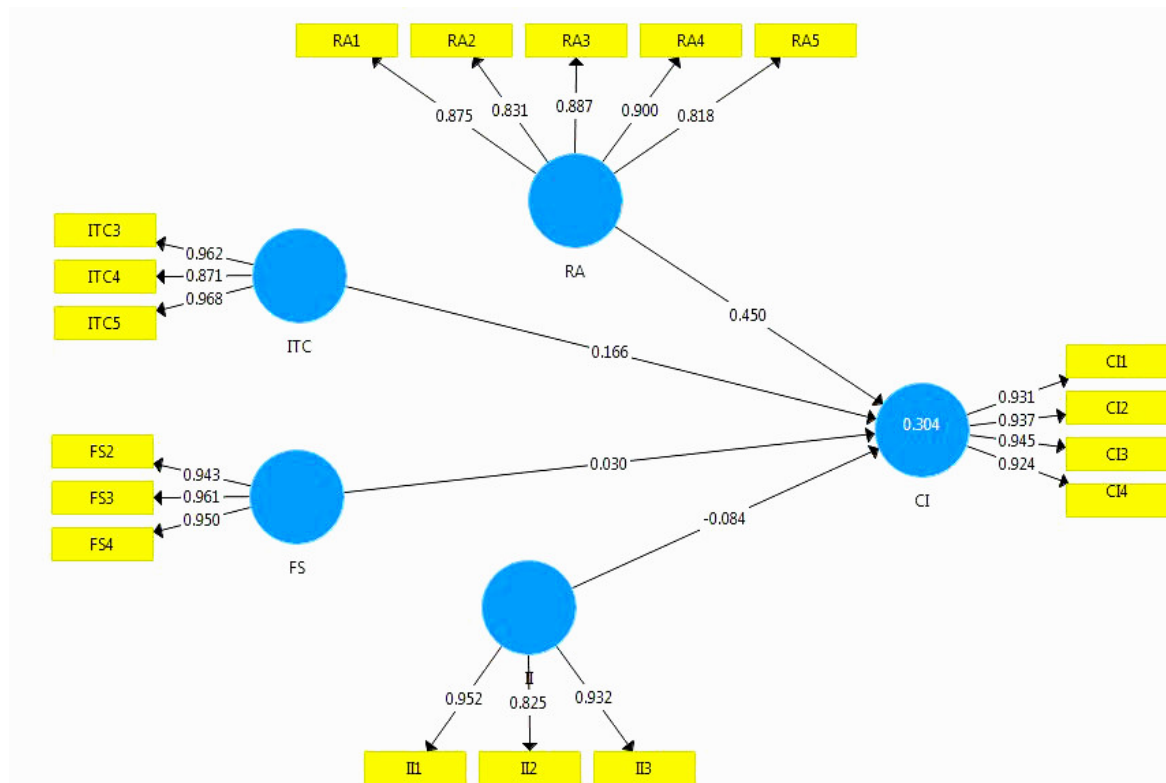 RA1 RA2 RA3 RA4 RA5
0.875 0.831 0.887 0.900 0.818
RA
ITC3
ITC4
ITC5
0.962
0.871
0.968
ITC
0.450
0.166
FS2
FS3
FS4
0.943
0.961
0.950
FS
0.030
-0.084
0.304
CI
0.931
0.937
0.945
0.924
CI1
CI2
CI3
CI4
II
0.952 0.825 0.932
II1 II2 II3